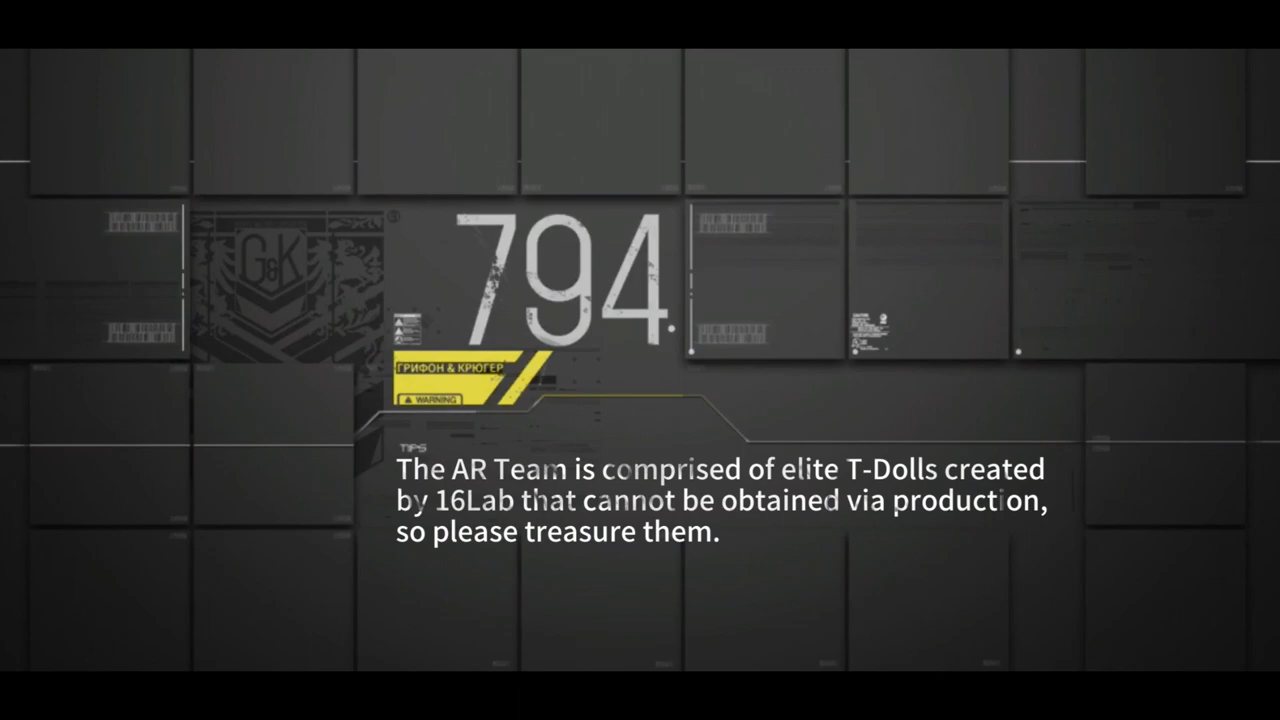 G&K
794.
ГРИФОН & КРЮГЕР
WARNING
TIPS
The AR Team is comprised of elite T-Dolls created
by 16Lab that cannot be obtained via production,
so please treasure them.